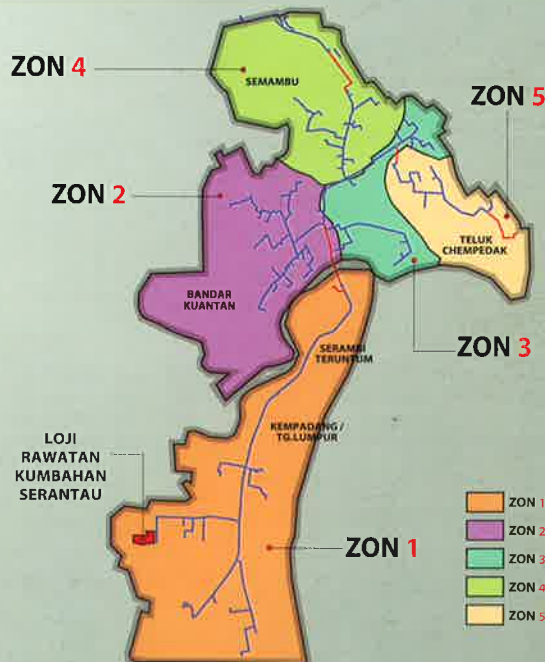 ZON 4
SEMAMBU
ZON 5
ZON 2
TELUK
CHEMPEDAK
BANDAR
KUANTAN
ZON 3
SERAMBI
TERUNTUM
KEMPADANG /
TG.LUMPUR
LOJI
RAWATAN
KUMBAHAN
SERANTAU
ZON 1
ZON 1
ZON 2
ZON 3
ZON 4
ZON 5